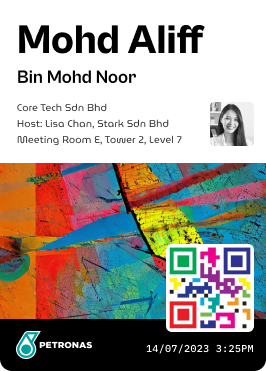 Mohd Aliff
Bin Mohd Noor
Core Tech Sdn Bhd
Host: Lisa Chan, Stark Sdn Bhd
Meeting Room E, Tower 2, Level 7
PETRONAS
14/07/2023 3:25PM